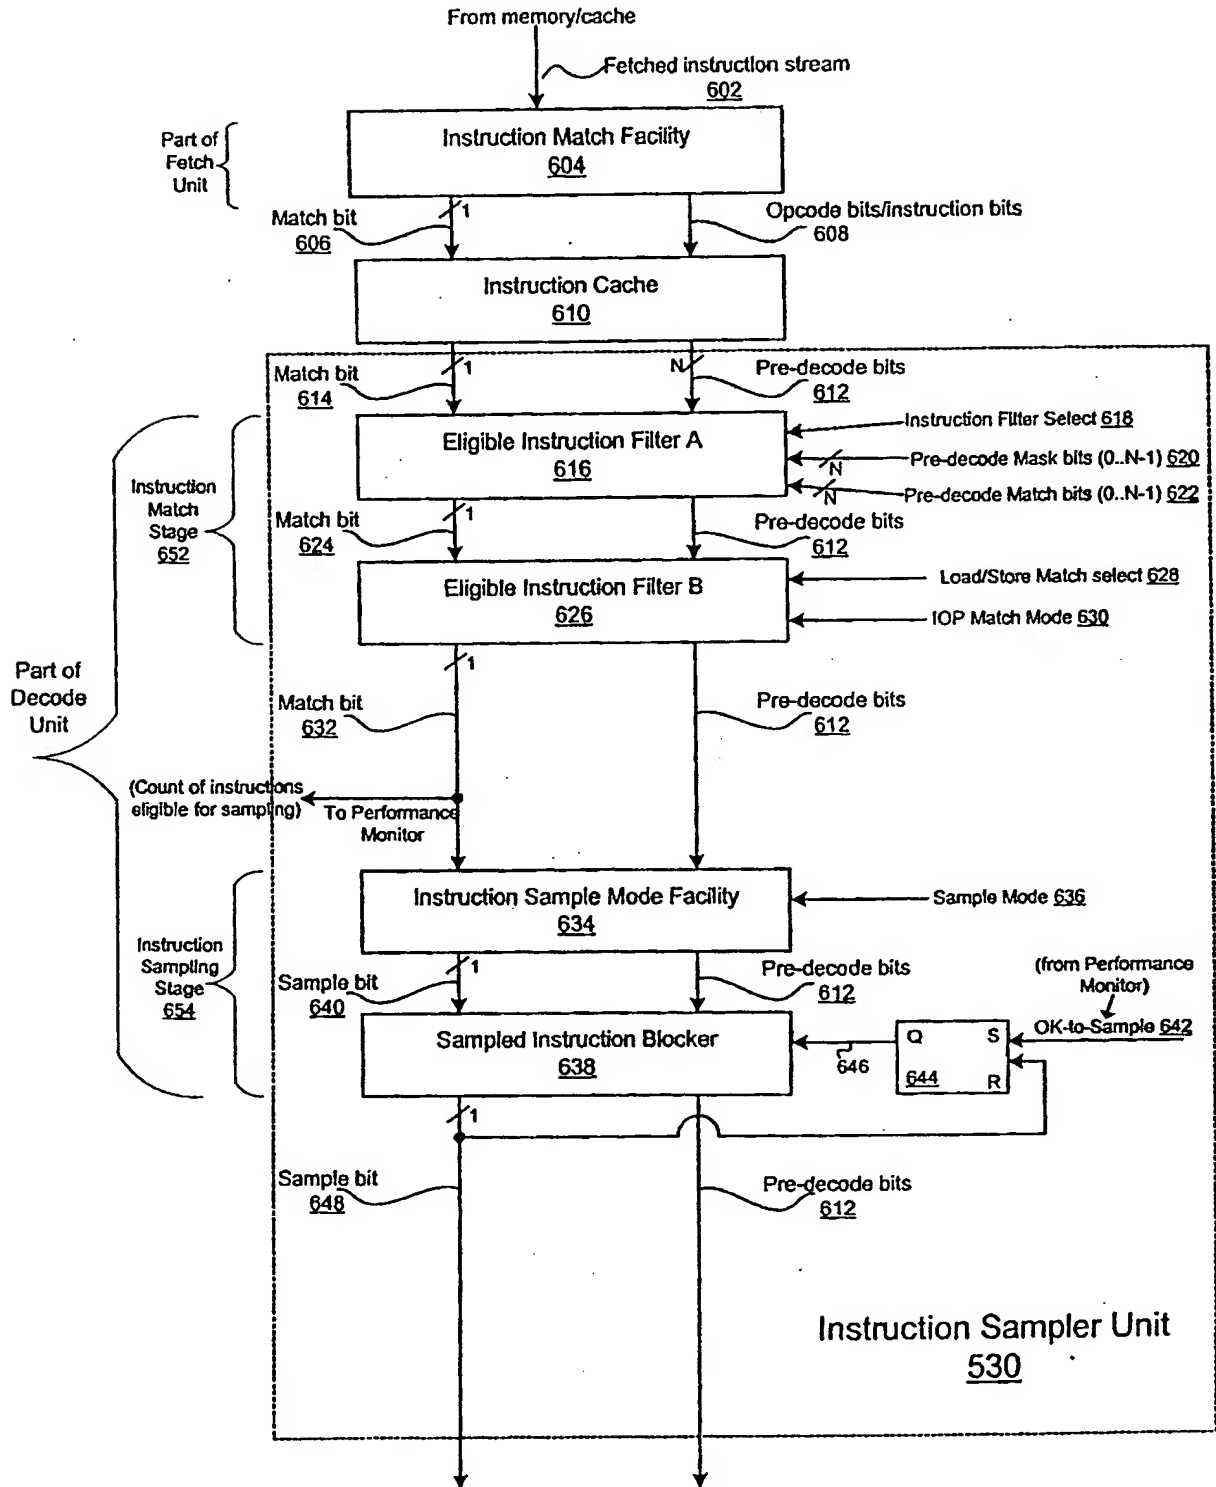 From memory/cache
Fetched instruction stream
602
Part of
Fetch
Unit
Instruction Match Facility
604
1
Match bit
606
Opcode bits/instruction bits
608
Instruction Cache
610
1
N
Match bit
614
Pre-decode bits
612
Eligible Instruction Filter A
616
Instruction Filter Select 618
N
Pre-decode Mask bits (0..N-1) 620
N
Pre-decode Match bits (0..N-1) 622
Instruction
Match
Stage
652
1
Match bit
624
Pre-decode bits
612
Eligible Instruction Filter B
626
Load/Store Match select 628
IOP Match Mode 630
1
Part of
Decode
Unit
Match bit
632
Pre-decode bits
612
(Count of instructions
eligible for sampling)
To Performance
Monitor
Instruction Sample Mode Facility
634
Sample Mode 636
Instruction
Sampling
Stage
654
1
Sample bit
640
Pre-decode bits
612
(from Performance
Monitor)
OK-to-Sample 642
Sampled Instruction Blocker
638
646
Q
S
644
R
1
Sample bit
648
Pre-decode bits
612
Instruction Sampler Unit
530